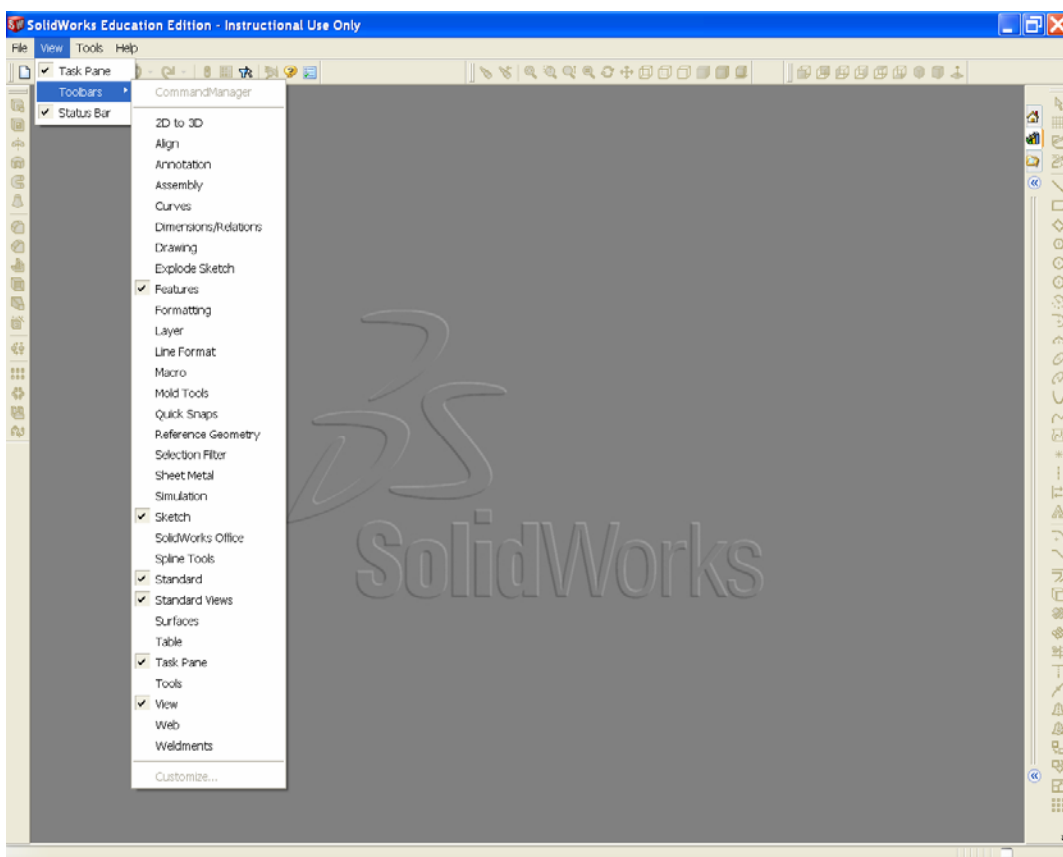 SolidWorks Education Edition - Instructional Use Only
File View Tools Help
Task Pane
Toolbars
Status Bar
CommandManager
2D to 3D
Align
Annotation
Assembly
Curves
Dimensions/Relations
Drawing
Explode Sketch
Features
Formatting
Layer
Line Format
Macro
Mold Tools
Quick Snaps
Reference Geometry
Selection Filter
Sheet Metal
Simulation
Sketch
SolidWorks Office
Spline Tools
Standard
Standard Views
Surfaces
Table
Task Pane
Tools
View
Web
Weldments
Customize...
SolidWorks